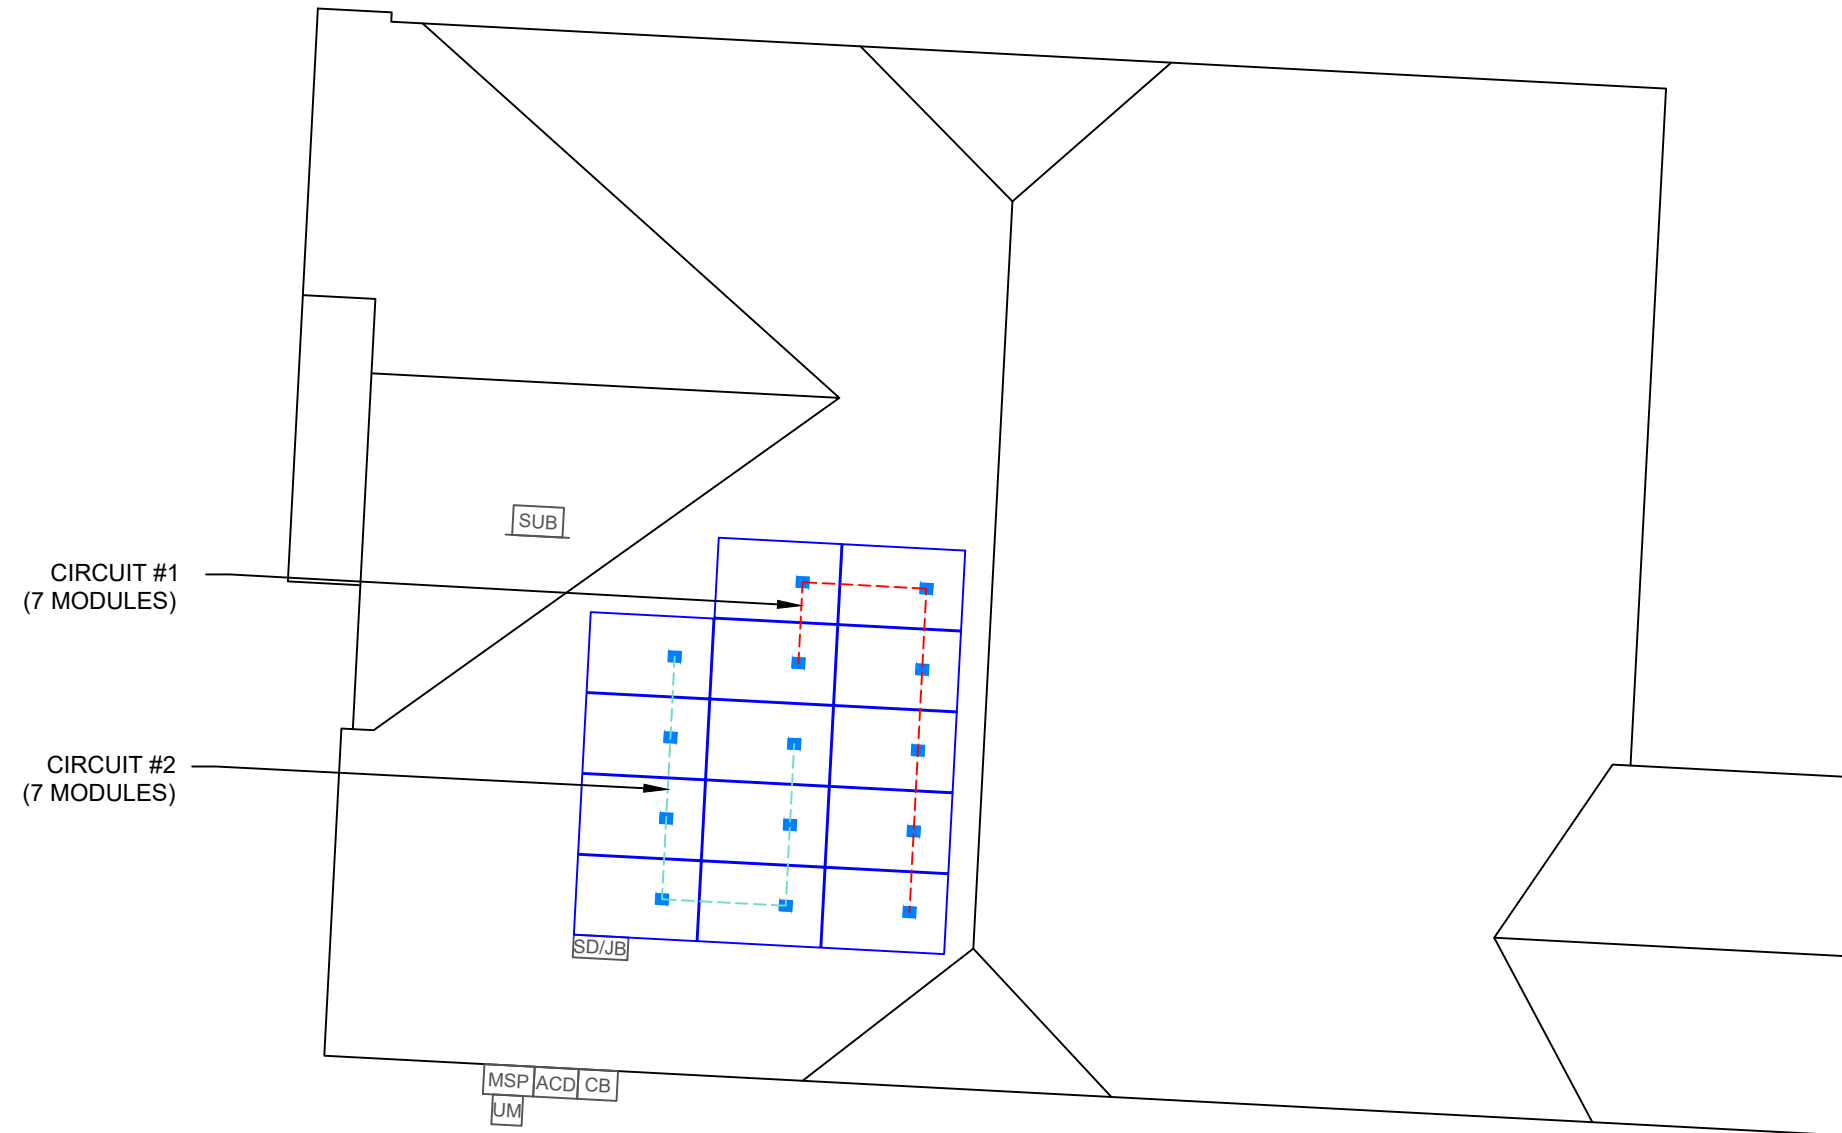 SUB
CIRCUIT #1
(7 MODULES)
CIRCUIT #2
(7 MODULES)
SD/JB
MSP ACD CB
UM